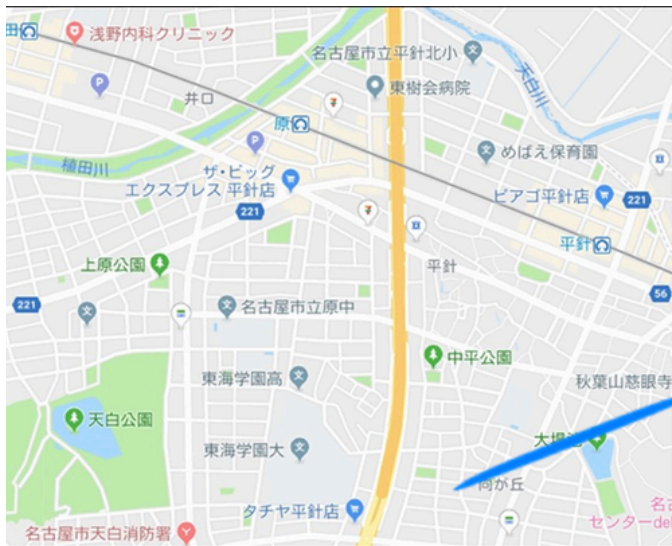 田
浅野内科クリニック
名古屋市立平針北小
天白川
東樹会病院
井口
原
めばえ保育園
植田川
ザ・ビッグ
エクスプレス 平針店
ピアゴ平針店
221
221
平針
平針
上原公園
56
221
名古屋市立原中
中平公園
東海学園高
秋葉山慈眼寺
天白公園
東海学園大
向が丘
タチヤ平針店
名古屋市天白消防署
センターdel